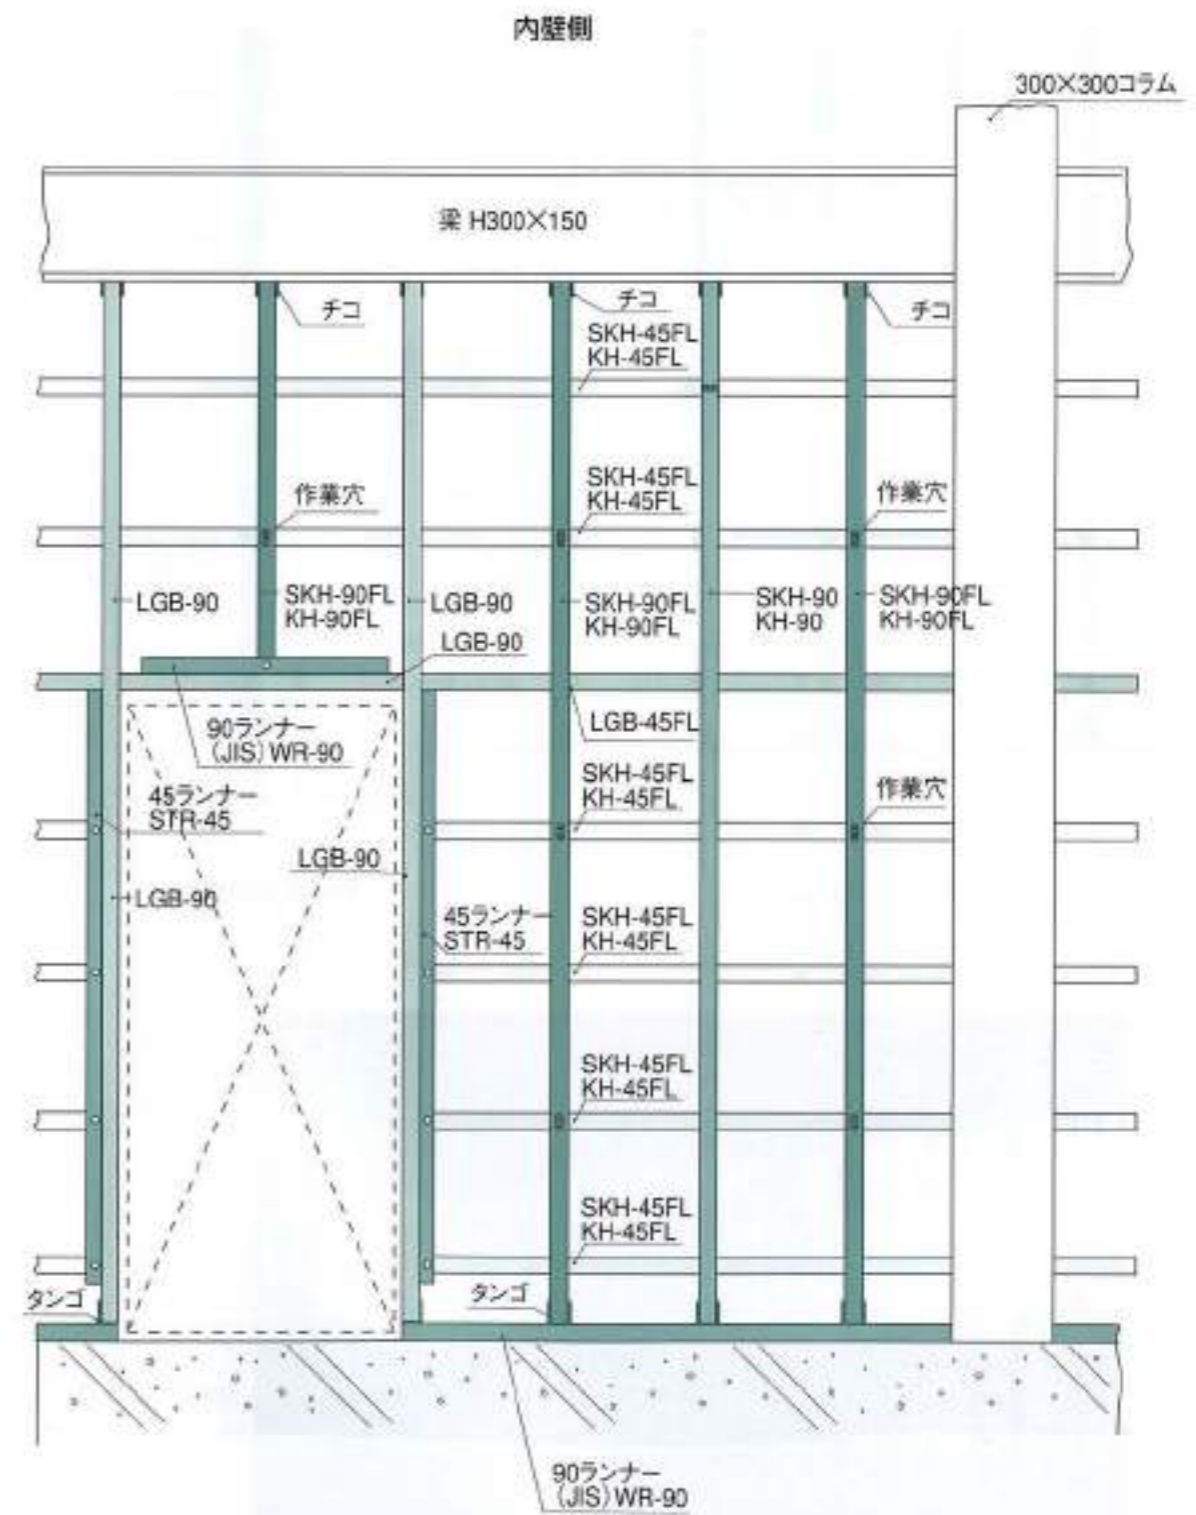 内壁側
300×300コラム
梁 H300×150
チコ
チコ
チコ
SKH-45FL
KH-45FL
作業穴
SKH-45FL
KH-45FL
作業穴
LGB-90
SKH-90FL
KH-90FL
LGB-90
SKH-90FL
KH-90FL
SKH-90
KH-90
SKH-90FL
KH-90FL
LGB-90
90ランナー
(JIS)WR-90
LGB-45FL
45ランナー
STR-45
SKH-45FL
KH-45FL
作業穴
LGB-90
LGB-90
45ランナー
STR-45
SKH-45FL
KH-45FL
SKH-45FL
KH-45FL
SKH-45FL
KH-45FL
タンゴ
タンゴ
90ランナー
(JIS)WR-90